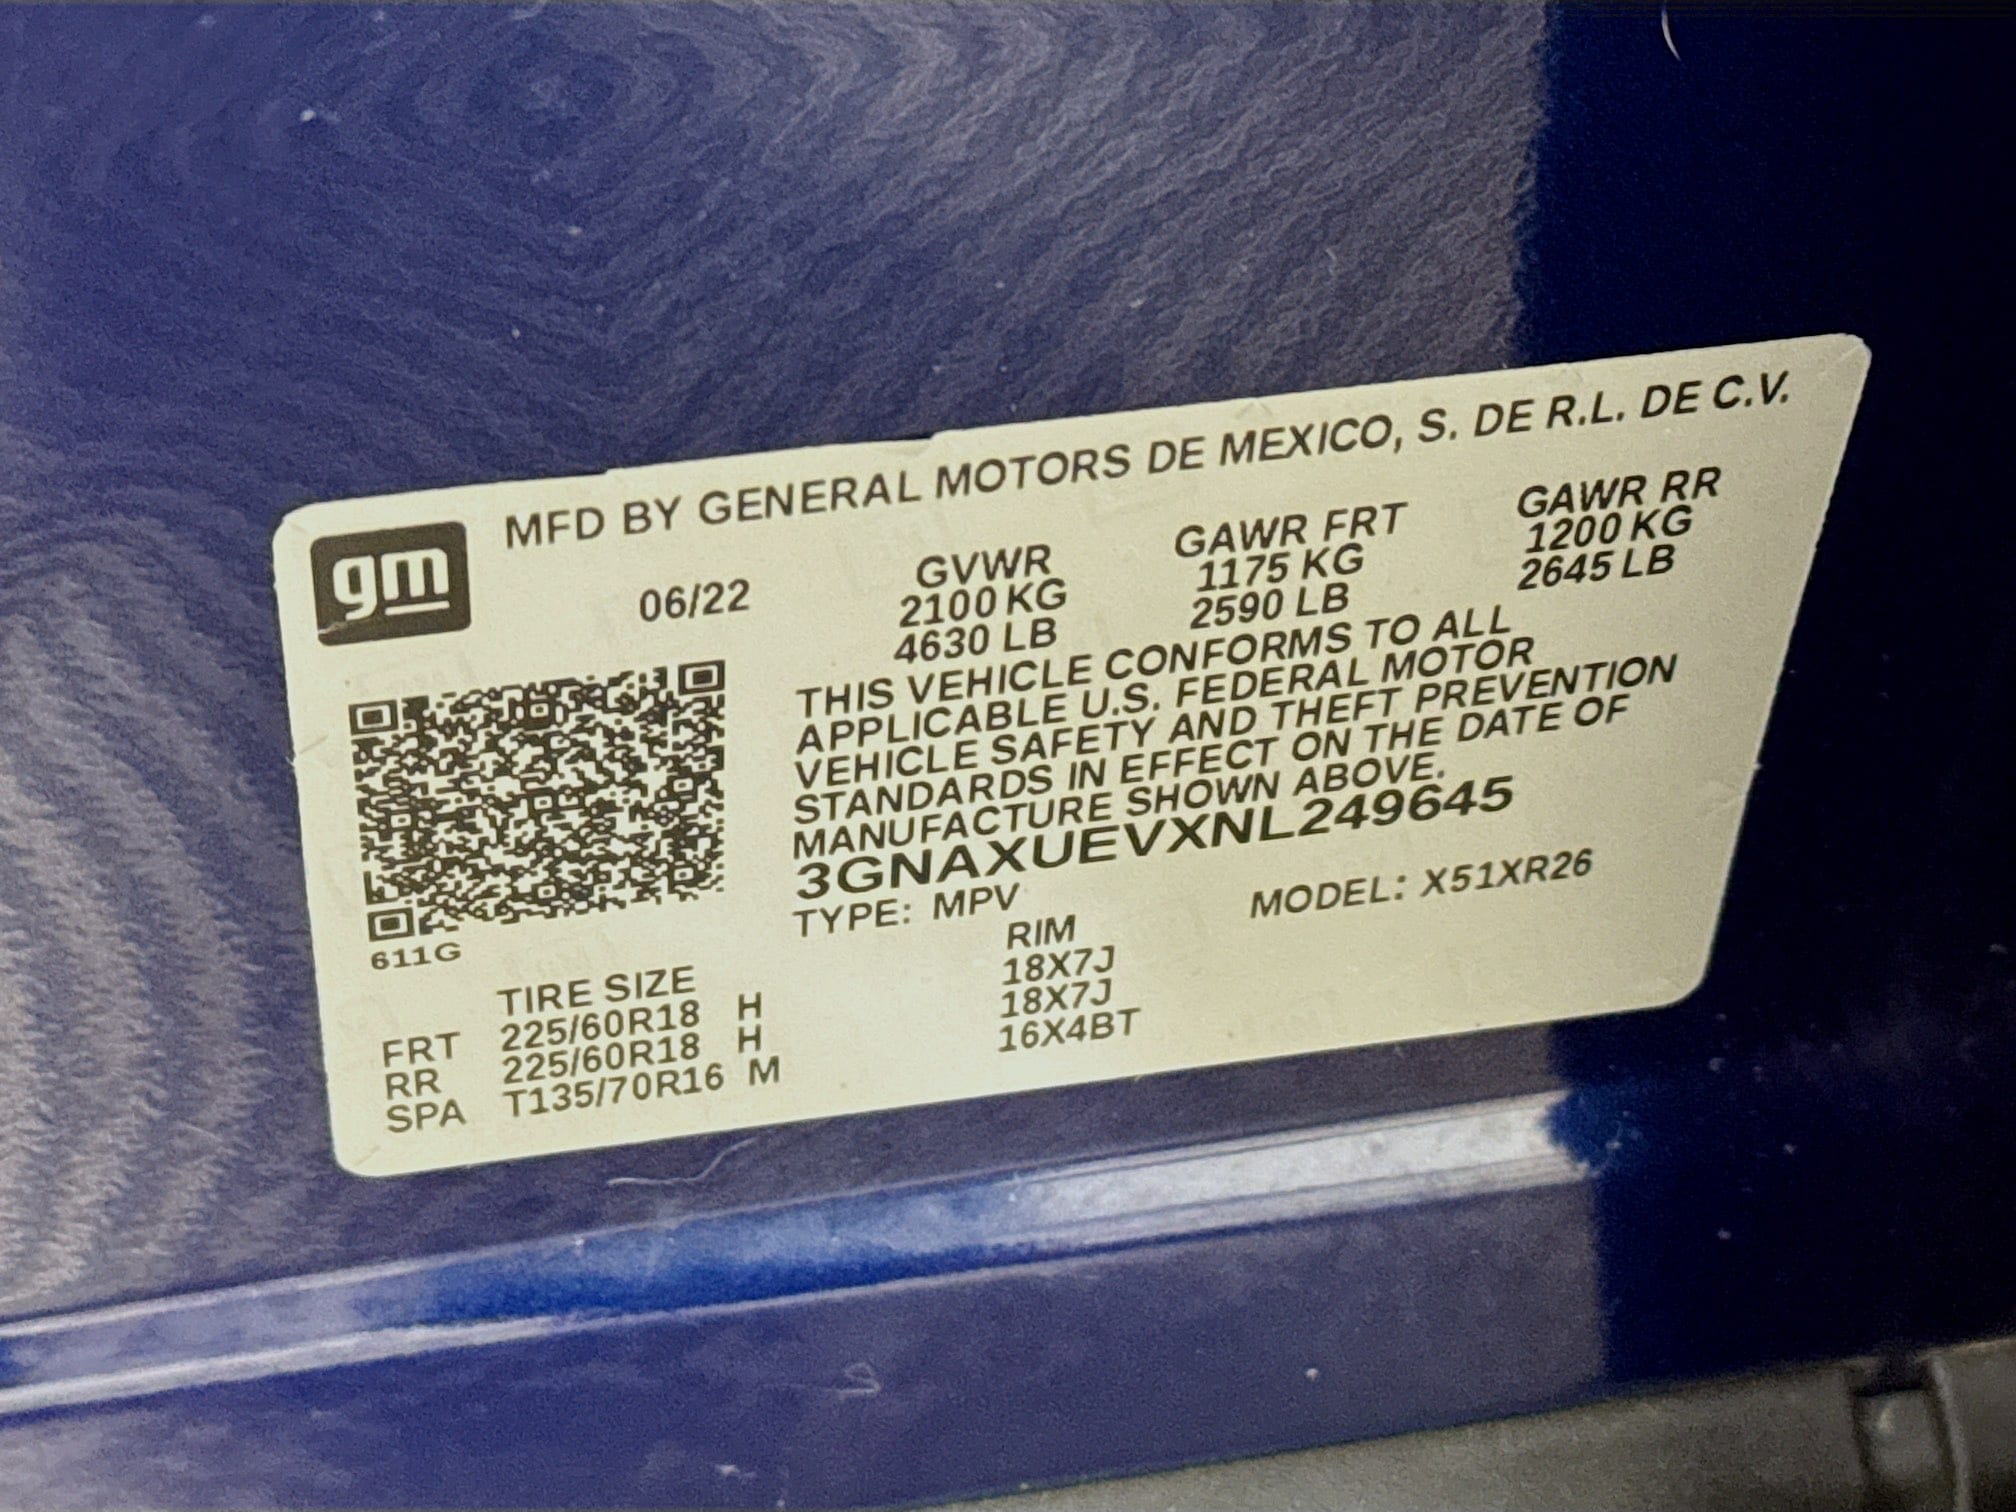 MFD BY GENERAL MOTORS DE MEXICO, S. DE R.L. DE C.V.
gm
06/22
GVWR GAWR FRT GAWR RR
2100 KG 1175 KG 1200 KG
4630 LB 2590 LB 2645 LB
THIS VEHICLE CONFORMS TO ALL
APPLICABLE U.S. FEDERAL MOTOR
VEHICLE SAFETY AND THEFT PREVENTION
STANDARDS IN EFFECT ON THE DATE OF
MANUFACTURE SHOWN ABOVE.
3GNAXUEVXNL249645
TYPE: MPV MODEL: X51XR26
611G
TIRE SIZE RIM
FRT 225/60R18 H 18X7J
RR 225/60R18 H 18X7J
SPA T135/70R16 M 16X4BT